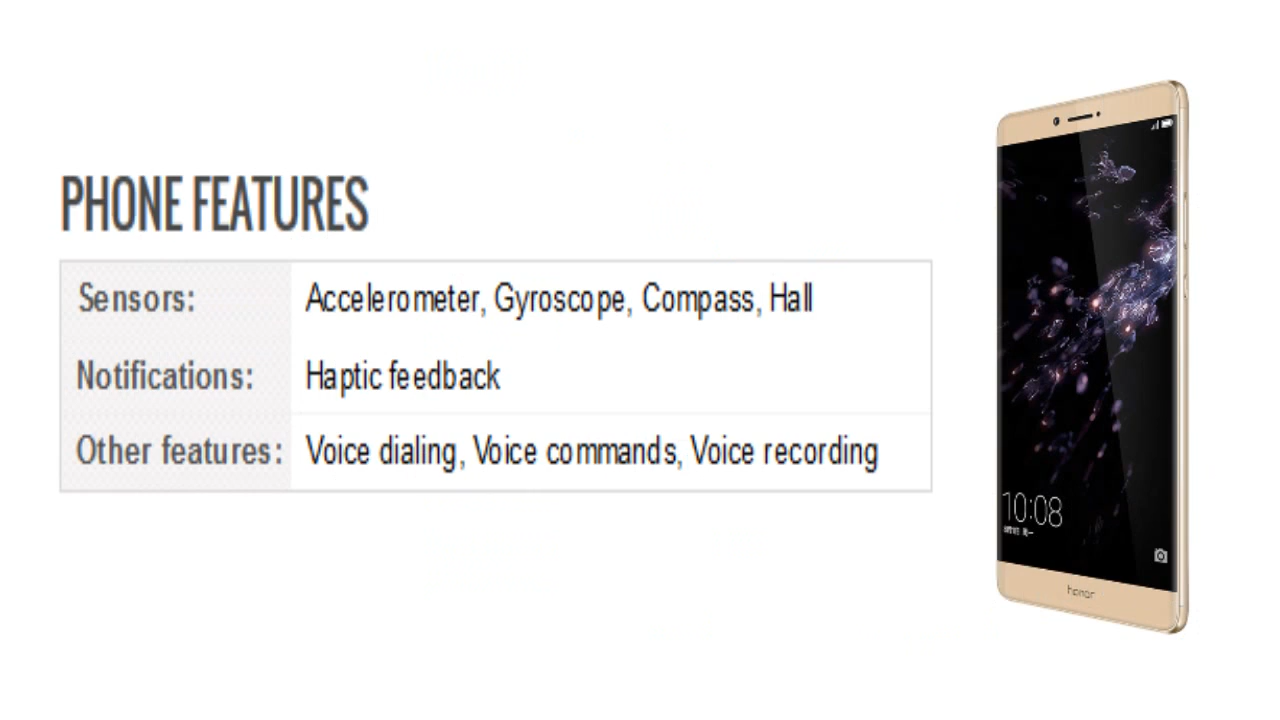 PHONE FEATURES
Sensors: Accelerometer, Gyroscope, Compass, Hall
Notifications: Haptic feedback
Other features: Voice dialing, Voice commands, Voice recording
10:08
honor